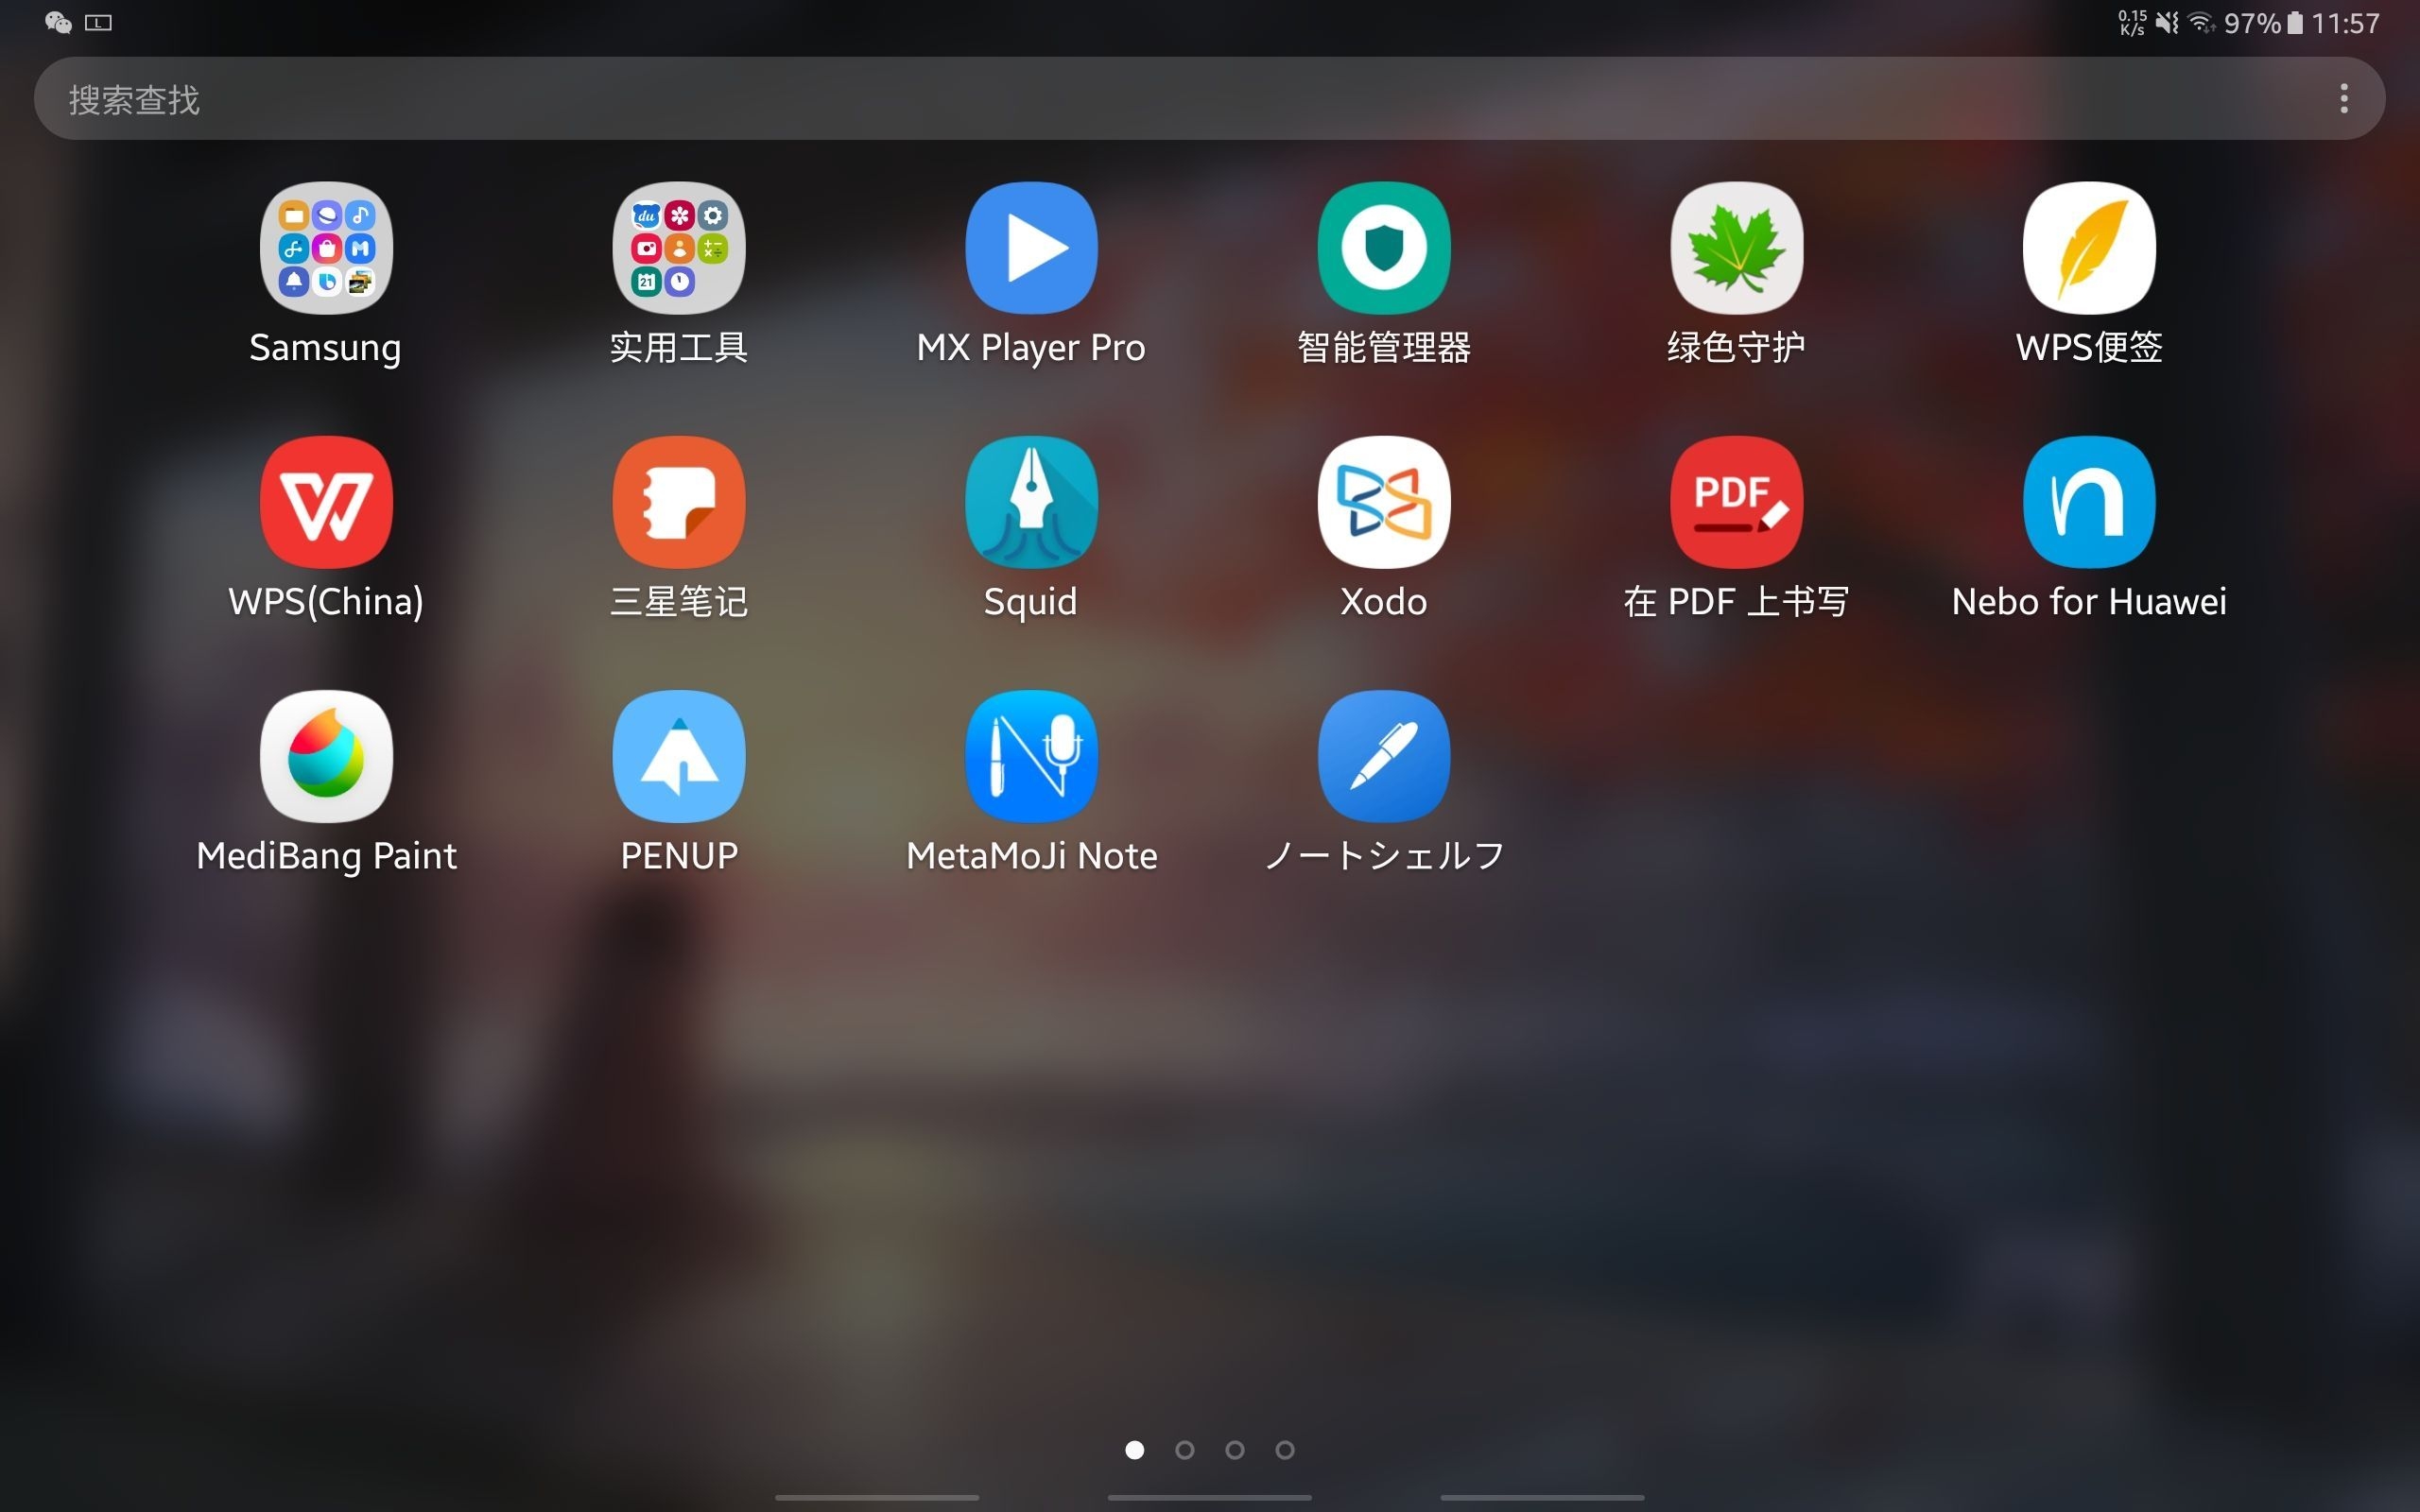 0.15
K/s
97%
11:57
搜索查找
du
21
Samsung
实用工具
MX Player Pro
智能管理器
绿色守护
WPS便签
PDF
WPS(China)
三星笔记
Squid
Xodo
在 PDF 上书写
Nebo for Huawei
MediBang Paint
PENUP
MetaMoJi Note
ノートシェルフ